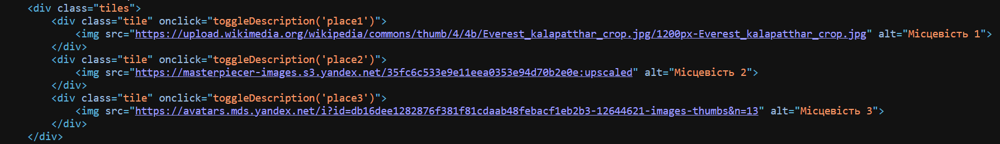 <div class="tiles">
<div class="tile" onclick="toggleDescription('place1')">
<img src="https://upload.wikimedia.org/wikipedia/commons/thumb/4/4b/Everest_kalapatthar_crop.jpg/1200px-Everest_kalapatthar_crop.jpg" alt="Місцевість 1">
</div>
<div class="tile" onclick="toggleDescription('place2')">
<img src="https://masterpiecer-images.s3.yandex.net/35fc6c533e9e11eea0353e94d70b2e0e:upscaled" alt="Місцевість 2">
</div>
<div class="tile" onclick="toggleDescription('place3')">
<img src="https://avatars.mds.yandex.net/i?id=db16dee1282876f381f81cdaab48febacf1eb2b3-12644621-images-thumbs&n=13" alt="Місцевість 3">
</div>
</div>